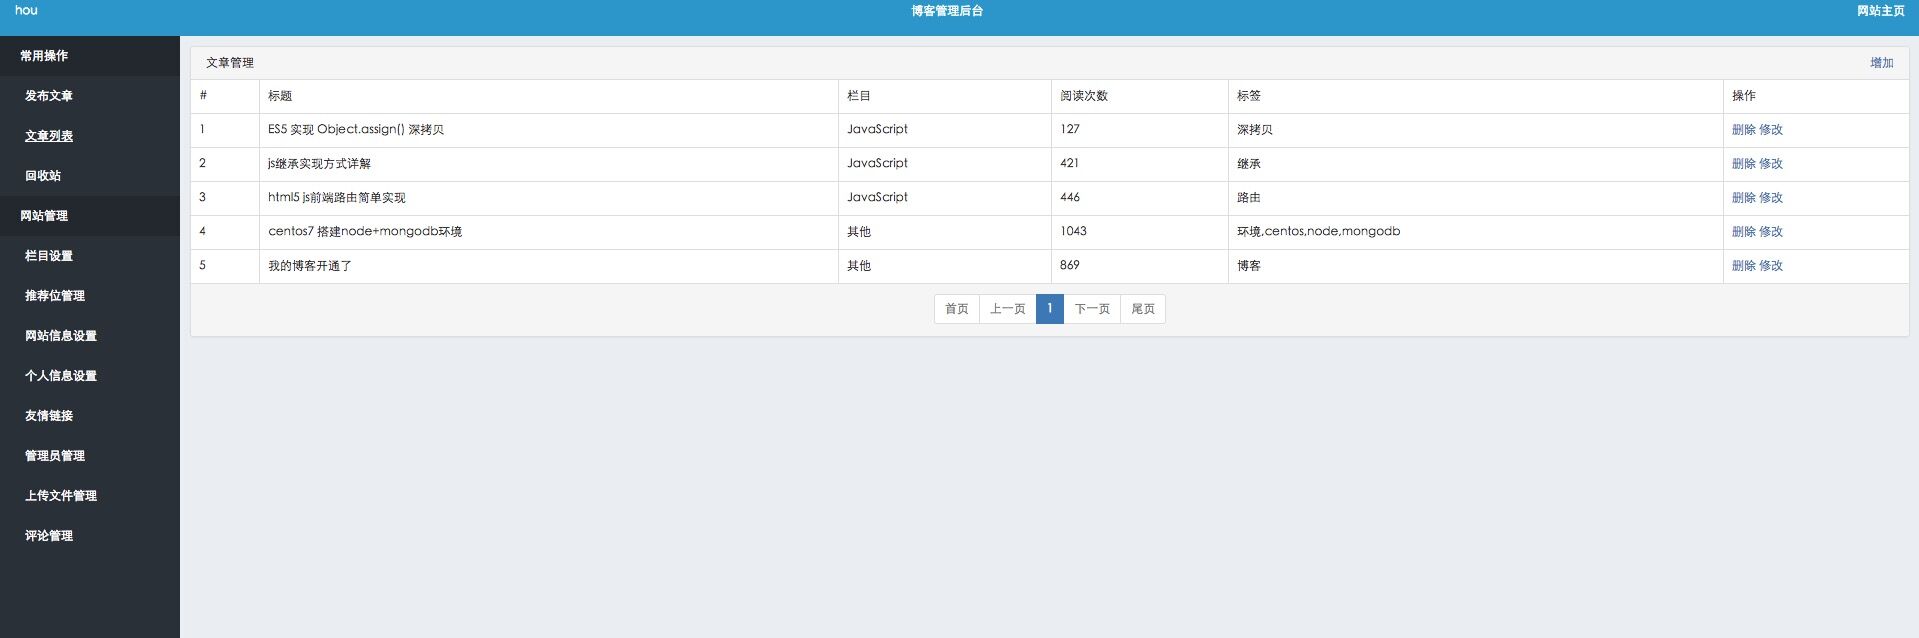 hou 博客管理后台 网站主页
常用操作
发布文章
文章列表
回收站
网站管理
栏目设置
推荐位管理
网站信息设置
个人信息设置
友情链接
管理员管理
上传文件管理
评论管理
文章管理 增加
# 标题 栏目 阅读次数 标签 操作
1 ES5 实现 Object.assign() 深拷贝 JavaScript 127 深拷贝 删除 修改
2 js继承实现方式详解 JavaScript 421 继承 删除 修改
3 html5 js前端路由简单实现 JavaScript 446 路由 删除 修改
4 centos7 搭建node+mongodb环境 其他 1043 环境,centos,node,mongodb 删除 修改
5 我的博客开通了 其他 869 博客 删除 修改
首页 上一页 1 下一页 尾页